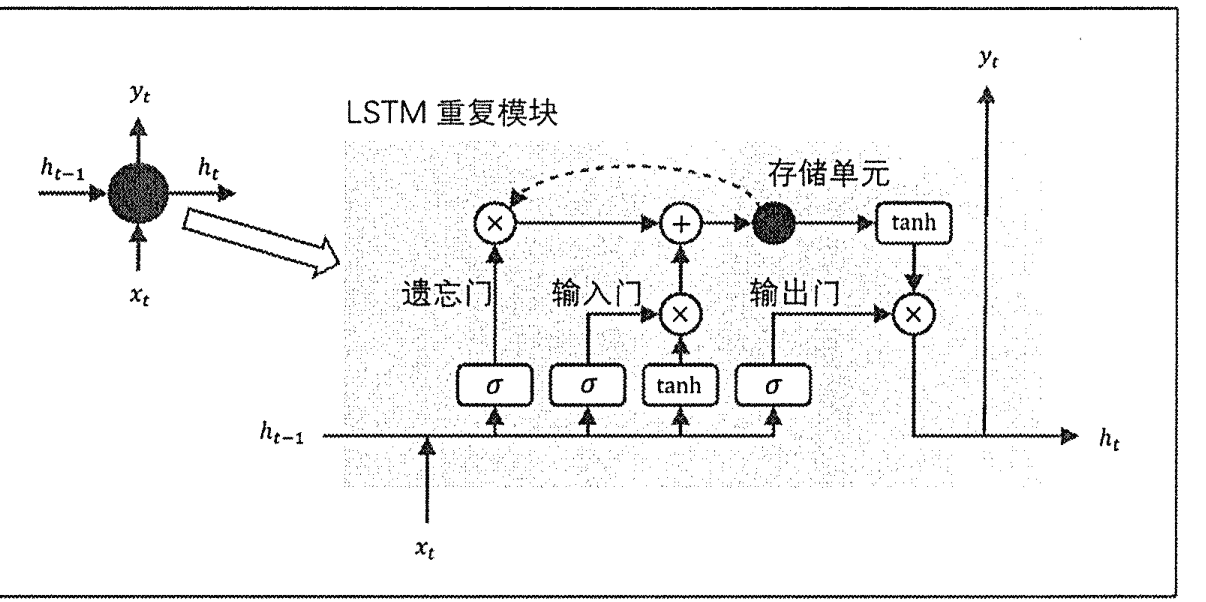 y_t
h_{t-1}
h_t
x_t
LSTM 重复模块
存储单元
×
+
tanh
y_t
遗忘门
输入门
输出门
×
×
σ
σ
tanh
σ
h_{t-1}
h_t
x_t